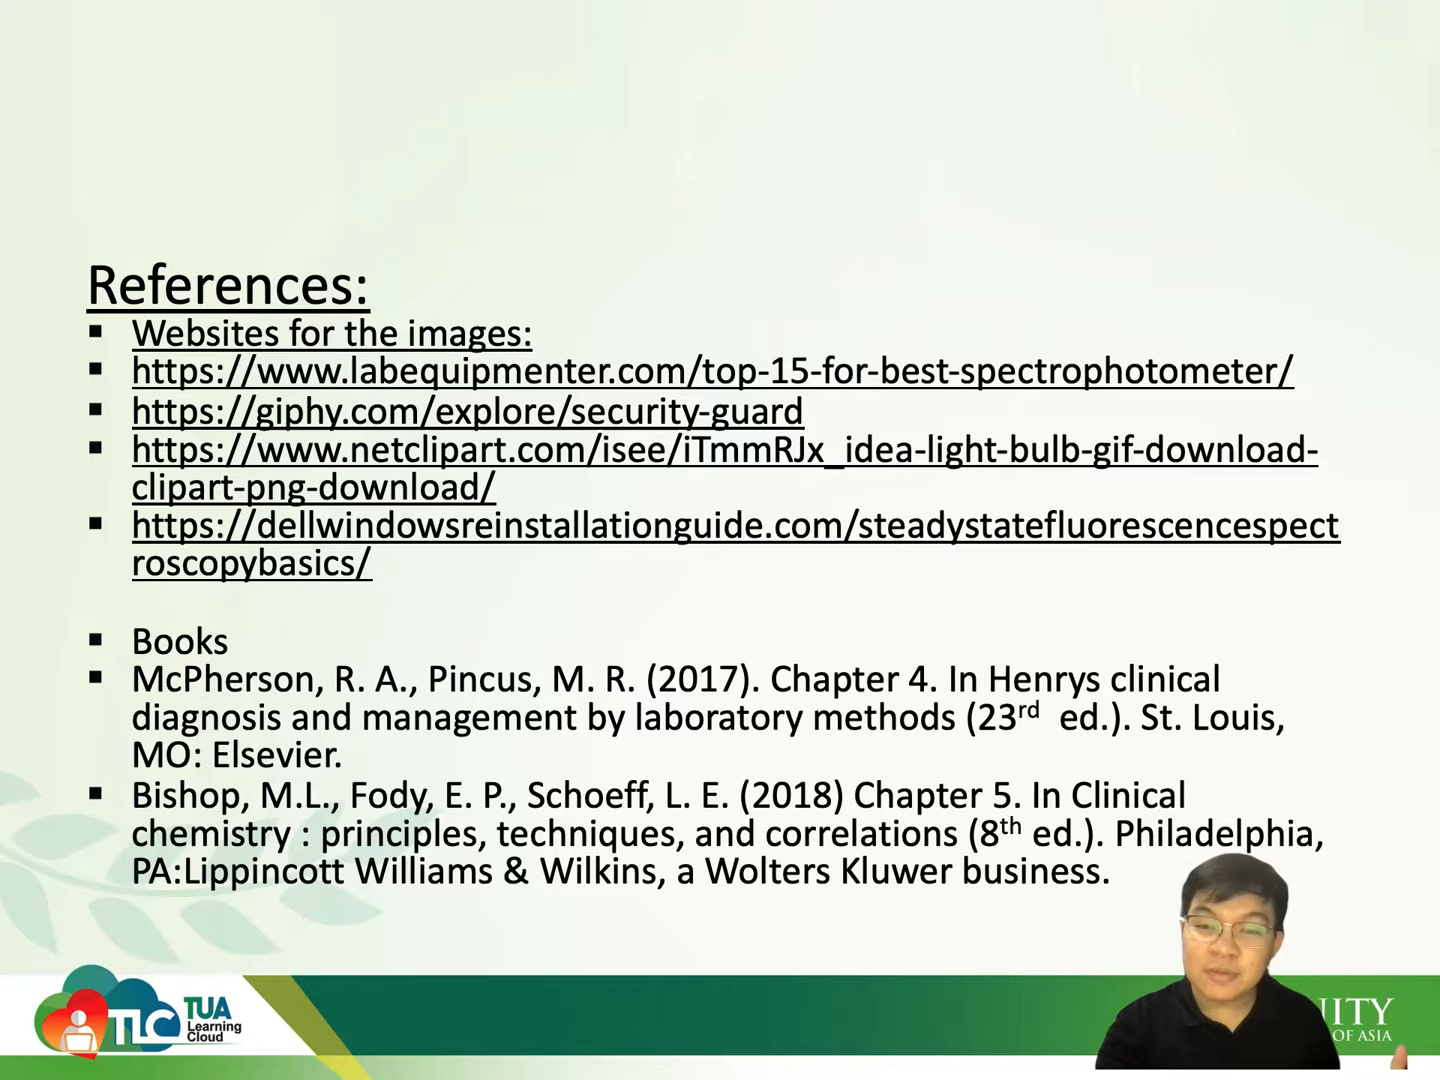 References:
▪ Websites for the images:
▪ https://www.labequipmenter.com/top-15-for-best-spectrophotometer/
▪ https://giphy.com/explore/security-guard
▪ https://www.netclipart.com/isee/iTmmRJx_idea-light-bulb-gif-download-
clipart-png-download/
▪ https://dellwindowsreinstallationguide.com/steadystatefluorescencespect
roscopybasics/
▪ Books
▪ McPherson, R. A., Pincus, M. R. (2017). Chapter 4. In Henrys clinical
diagnosis and management by laboratory methods (23rd ed.). St. Louis,
MO: Elsevier.
▪ Bishop, M.L., Fody, E. P., Schoeff, L. E. (2018) Chapter 5. In Clinical
chemistry : principles, techniques, and correlations (8th ed.). Philadelphia,
PA:Lippincott Williams & Wilkins, a Wolters Kluwer business.
TLC TUA
Learning
Cloud
OF ASIA